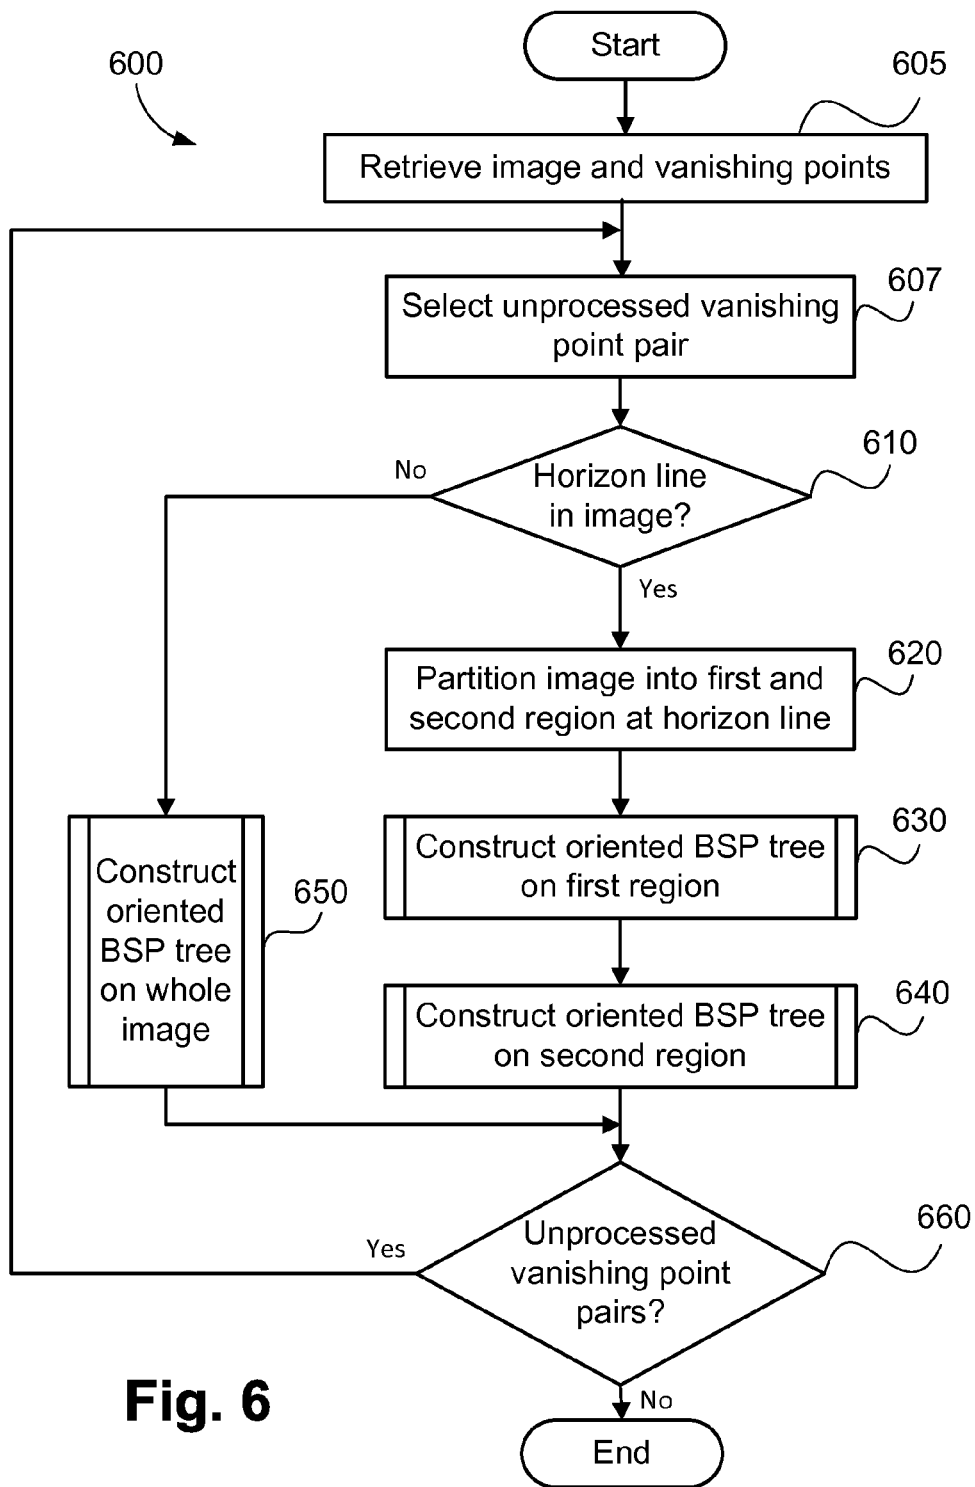 Start
600
605
Retrieve image and vanishing points
607
Select unprocessed vanishing
point pair
610
No
Horizon line
in image?
Yes
620
Partition image into first and
second region at horizon line
630
Construct oriented BSP tree
on first region
Construct
oriented
BSP tree
on whole
image
650
640
Construct oriented BSP tree
on second region
660
Yes
Unprocessed
vanishing point
pairs?
No
Fig. 6
End